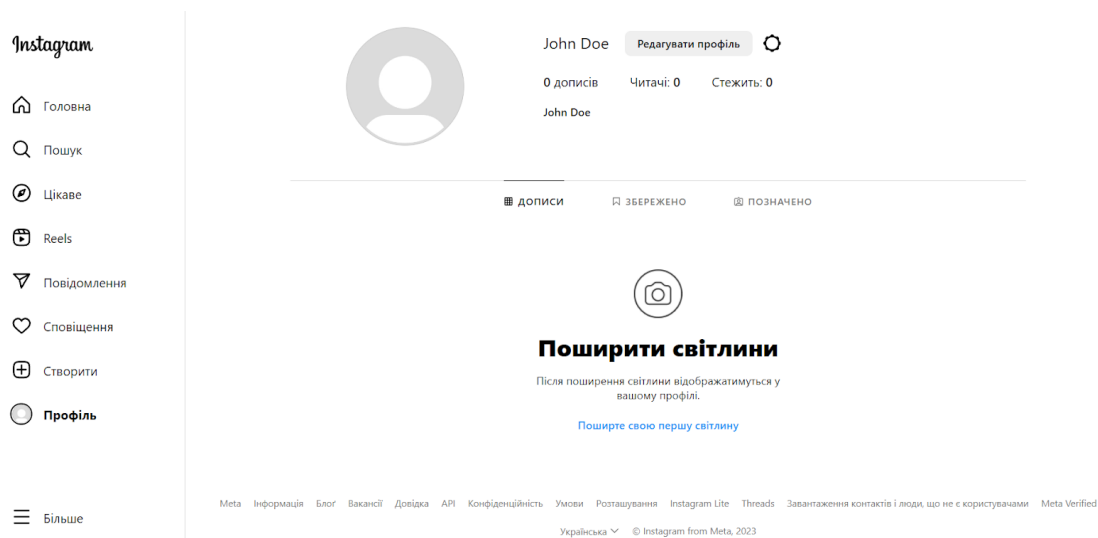 Instagram
Головна
Пошук
Цікаве
Reels
Повідомлення
Сповіщення
Створити
Профіль
Більше
John Doe Редагувати профіль
0 дописів Читачі: 0 Стежить: 0
John Doe
ДОПИСИ ЗБЕРЕЖЕНО ПОЗНАЧЕНО
Поширити світлини
Після поширення світлини відображатимуться у
вашому профілі.
Поширте свою першу світлину
Meta Інформація Блоґ Вакансії Довідка API Конфіденційність Умови Розташування Instagram Lite Threads Завантаження контактів і люди, що не є користувачами Meta Verified
Українська © Instagram from Meta, 2023